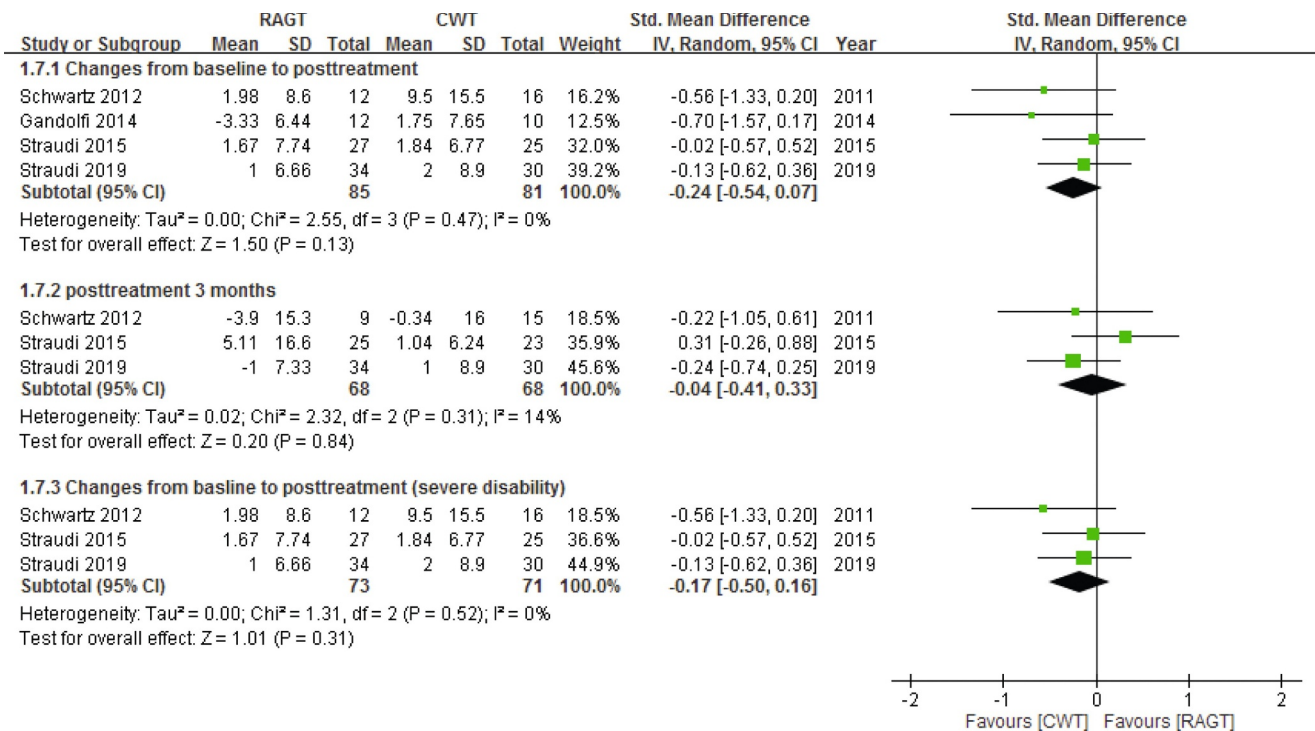 RAGT CWT Std. Mean Difference Std. Mean Difference
Study or Subgroup Mean SD Total Mean SD Total Weight IV, Random, 95% CI Year IV, Random, 95% CI
1.7.1 Changes from baseline to posttreatment
Schwartz 2012 1.98 8.6 12 9.5 15.5 16 16.2% -0.56 [-1.33, 0.20] 2011
Gandolfi 2014 -3.33 6.44 12 1.75 7.65 10 12.5% -0.70 [-1.57, 0.17] 2014
Straudi 2015 1.67 7.74 27 1.84 6.77 25 32.0% -0.02 [-0.57, 0.52] 2015
Straudi 2019 1 6.66 34 2 8.9 30 39.2% -0.13 [-0.62, 0.36] 2019
Subtotal (95% CI) 85 81 100.0% -0.24 [-0.54, 0.07]
Heterogeneity: Tau² = 0.00; Chi² = 2.55, df = 3 (P = 0.47); I² = 0%
Test for overall effect: Z = 1.50 (P = 0.13)
1.7.2 posttreatment 3 months
Schwartz 2012 -3.9 15.3 9 -0.34 16 15 18.5% -0.22 [-1.05, 0.61] 2011
Straudi 2015 5.11 16.6 25 1.04 6.24 23 35.9% 0.31 [-0.26, 0.88] 2015
Straudi 2019 -1 7.33 34 1 8.9 30 45.6% -0.24 [-0.74, 0.25] 2019
Subtotal (95% CI) 68 68 100.0% -0.04 [-0.41, 0.33]
Heterogeneity: Tau² = 0.02; Chi² = 2.32, df = 2 (P = 0.31); I² = 14%
Test for overall effect: Z = 0.20 (P = 0.84)
1.7.3 Changes from basline to posttreatment (severe disability)
Schwartz 2012 1.98 8.6 12 9.5 15.5 16 18.5% -0.56 [-1.33, 0.20] 2011
Straudi 2015 1.67 7.74 27 1.84 6.77 25 36.6% -0.02 [-0.57, 0.52] 2015
Straudi 2019 1 6.66 34 2 8.9 30 44.9% -0.13 [-0.62, 0.36] 2019
Subtotal (95% CI) 73 71 100.0% -0.17 [-0.50, 0.16]
Heterogeneity: Tau² = 0.00; Chi² = 1.31, df = 2 (P = 0.52); I² = 0%
Test for overall effect: Z = 1.01 (P = 0.31)
-2 -1 0 1 2
Favours [CWT] Favours [RAGT]